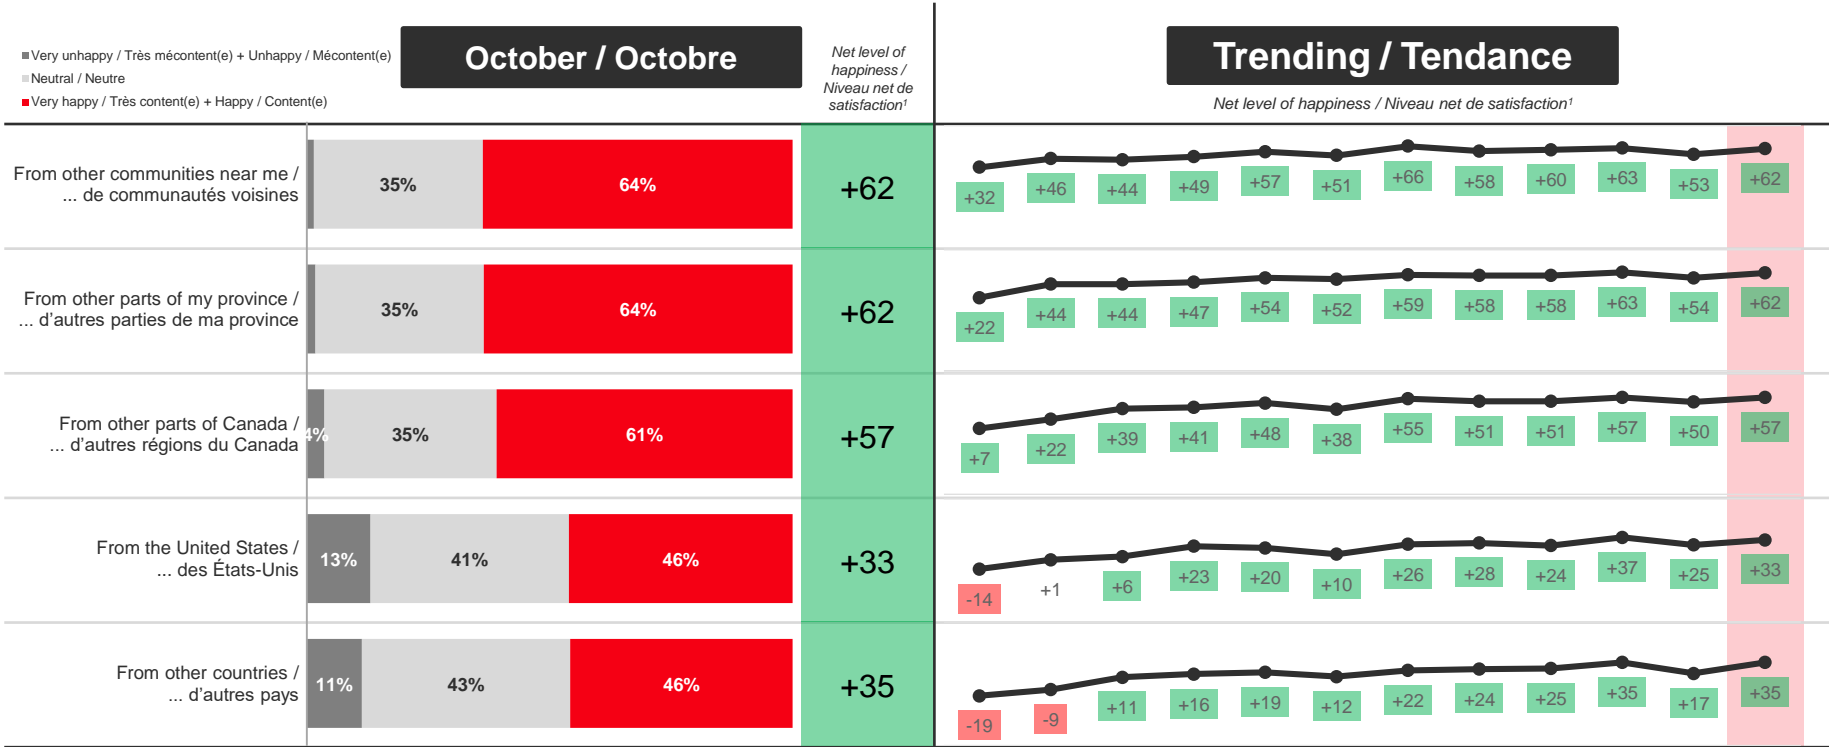 Very unhappy / Très mécontent(e) + Unhappy / Mécontent(e)
Neutral / Neutre
Very happy / Très content(e) + Happy / Content(e)
October / Octobre
Net level of
happiness /
Niveau net de
satisfaction¹
Trending / Tendance
Net level of happiness / Niveau net de satisfaction¹
From other communities near me /
... de communautés voisines
35% 64% +62
+32 +46 +44 +49 +57 +51 +66 +58 +60 +63 +53 +62
From other parts of my province /
... d'autres parties de ma province
35% 64% +62
+22 +44 +44 +47 +54 +52 +59 +58 +58 +63 +54 +62
From other parts of Canada /
... d'autres régions du Canada
4% 35% 61% +57
+7 +22 +39 +41 +48 +38 +55 +51 +51 +57 +50 +57
From the United States /
... des États-Unis
13% 41% 46% +33
-14 +1 +6 +23 +20 +10 +26 +28 +24 +37 +25 +33
From other countries /
... d'autres pays
11% 43% 46% +35
-19 -9 +11 +16 +19 +12 +22 +24 +25 +35 +17 +35